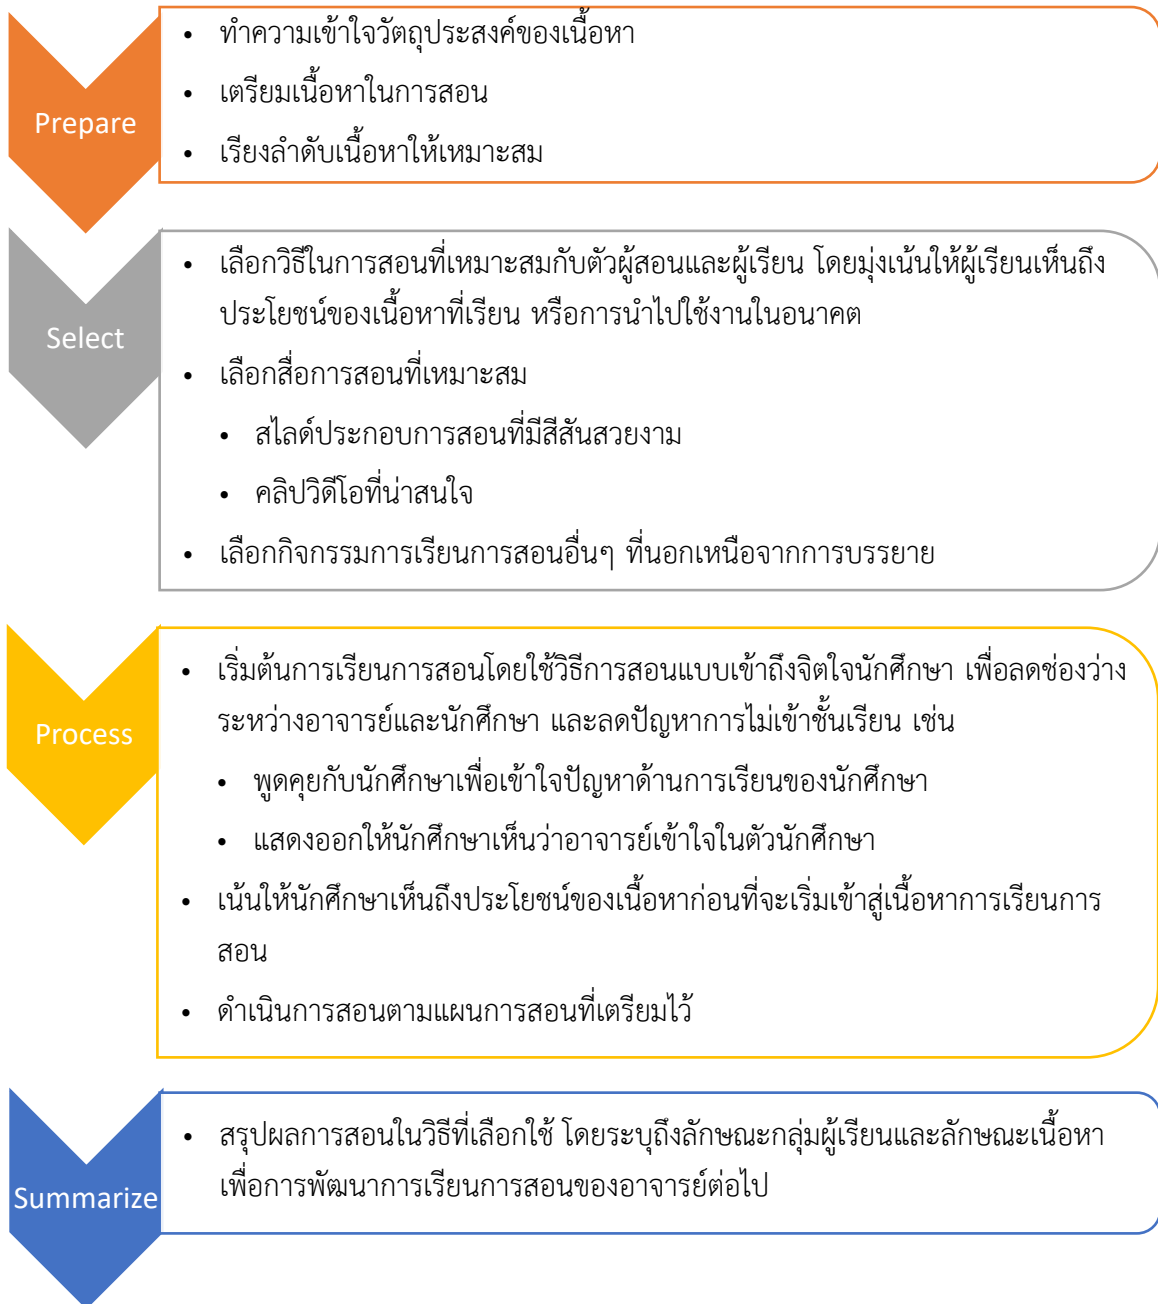 Prepare
• ทำความเข้าใจวัตถุประสงค์ของเนื้อหา
• เตรียมเนื้อหาในการสอน
• เรียงลำดับเนื้อหาให้เหมาะสม
Select
• เลือกวิธีในการสอนที่เหมาะสมกับตัวผู้สอนและผู้เรียน โดยมุ่งเน้นให้ผู้เรียนเห็นถึง
ประโยชน์ของเนื้อหาที่เรียน หรือการนำไปใช้งานในอนาคต
• เลือกสื่อการสอนที่เหมาะสม
• สไลด์ประกอบการสอนที่มีสีสันสวยงาม
• คลิปวิดีโอที่น่าสนใจ
• เลือกกิจกรรมการเรียนการสอนอื่นๆ ที่นอกเหนือจากการบรรยาย
Process
• เริ่มต้นการเรียนการสอนโดยใช้วิธีการสอนแบบเข้าถึงจิตใจนักศึกษา เพื่อลดช่องว่าง
ระหว่างอาจารย์และนักศึกษา และลดปัญหาการไม่เข้าชั้นเรียน เช่น
• พูดคุยกับนักศึกษาเพื่อเข้าใจปัญหาด้านการเรียนของนักศึกษา
• แสดงออกให้นักศึกษาเห็นว่าอาจารย์เข้าใจในตัวนักศึกษา
• เน้นให้นักศึกษาเห็นถึงประโยชน์ของเนื้อหาก่อนที่จะเริ่มเข้าสู่เนื้อหาการเรียนการ
สอน
• ดำเนินการสอนตามแผนการสอนที่เตรียมไว้
Summarize
• สรุปผลการสอนในวิธีที่เลือกใช้ โดยระบุถึงลักษณะกลุ่มผู้เรียนและลักษณะเนื้อหา
เพื่อการพัฒนาการเรียนการสอนของอาจารย์ต่อไป